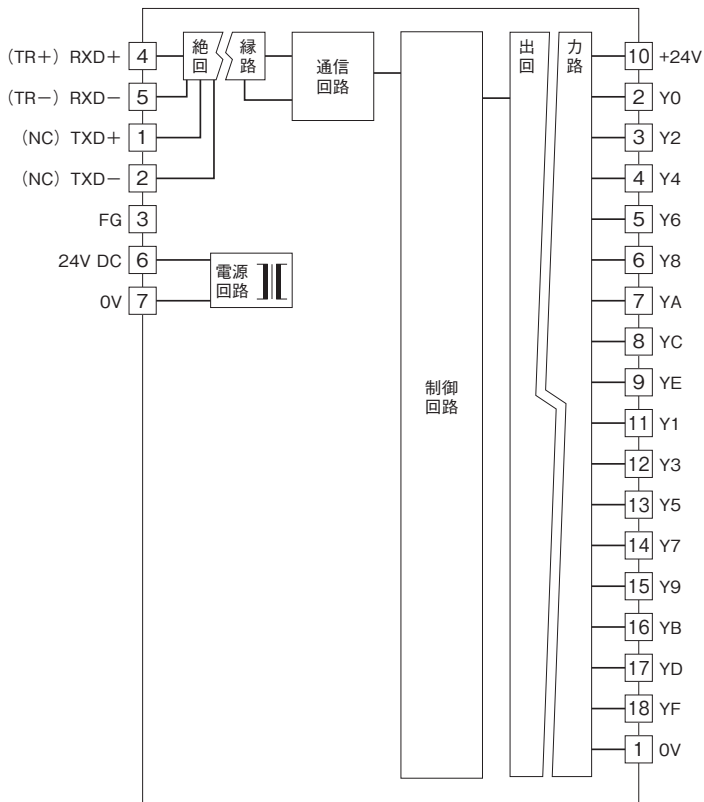 (TR+) RXD+ 4
(TR−) RXD− 5
(NC) TXD+ 1
(NC) TXD− 2
FG 3
24V DC 6
0V 7
絶縁
回路
通信
回路
電源
回路
制御
回路
出力
回路
10 +24V
2 Y0
3 Y2
4 Y4
5 Y6
6 Y8
7 YA
8 YC
9 YE
11 Y1
12 Y3
13 Y5
14 Y7
15 Y9
16 YB
17 YD
18 YF
1 0V